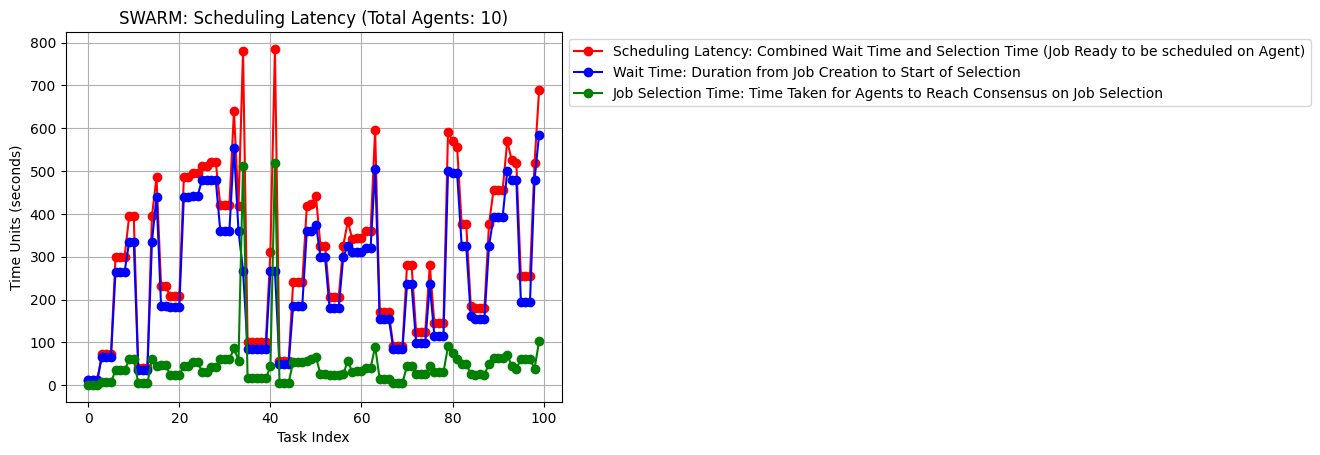 SWARM: Scheduling Latency (Total Agents: 10)
Scheduling Latency: Combined Wait Time and Selection Time (Job Ready to be scheduled on Agent)
Wait Time: Duration from Job Creation to Start of Selection
Job Selection Time: Time Taken for Agents to Reach Consensus on Job Selection
Time Units (seconds)
800
700
600
500
400
300
200
100
0
0 20 40 60 80 100
Task Index